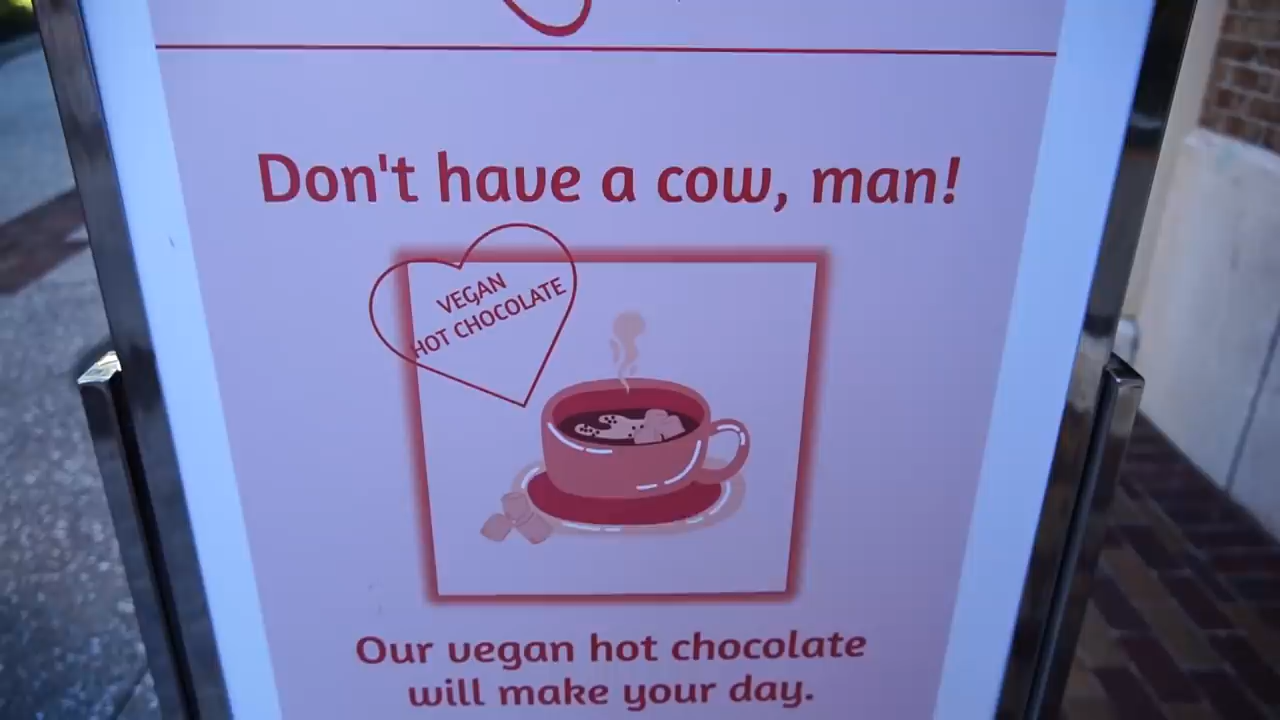 Don't have a cow, man!
VEGAN
HOT CHOCOLATE
Our vegan hot chocolate
will make your day.